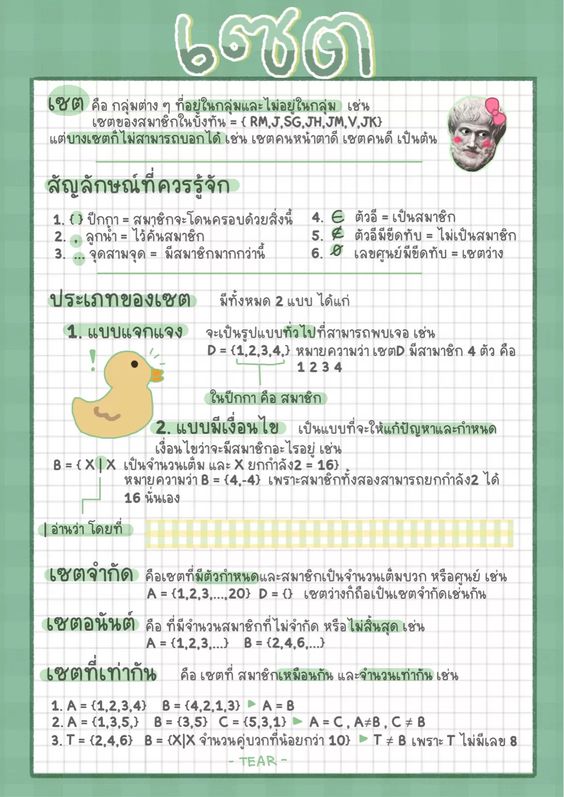 เซต
เซต คือ กลุ่มต่าง ๆ ที่อยู่ในกลุ่มและไม่อยู่ในกลุ่ม เช่น
เซตของสมาชิกในบังทัน = { RM,J,SG,JH,JM,V,JK}
แต่บางเซตก็ไม่สามารถบอกได้ เช่น เซตคนหน้าตาดี เซตคนดี เป็นต้น
สัญลักษณ์ที่ควรรู้จัก
1. { } ปีกกา = สมาชิกจะโดนครอบด้วยสิ่งนี้
2. , ลูกน้ำ = ไว้คั่นสมาชิก
3. ... จุดสามจุด = มีสมาชิกมากกว่านี้
4. ∈ ตัวอี = เป็นสมาชิก
5. ∉ ตัวอีมีขีดทับ = ไม่เป็นสมาชิก
6. Ø เลขศูนย์มีขีดทับ = เซตว่าง
ประเภทของเซต มีทั้งหมด 2 แบบ ได้แก่
1. แบบแจกแจง จะเป็นรูปแบบทั่วไปที่สามารถพบเจอ เช่น
D = {1,2,3,4,} หมายความว่า เซตD มีสามาชิก 4 ตัว คือ
1 2 3 4
ในปีกกา คือ สมาชิก
!
2. แบบมีเงื่อนไข เป็นแบบที่จะให้แก้ปัญหาและกำหนด
เงื่อนไขว่าจะมีสมาชิกอะไรอยู่ เช่น
B = { X | X เป็นจำนวนเต็ม และ X ยกกำลัง2 = 16}
หมายความว่า B = {4,-4} เพราะสมาชิกทั้งสองสามารถยกกำลัง2 ได้
16 นั่นเอง
| อ่านว่า โดยที่
เซตจำกัด คือเซตที่มีตัวกำหนดและสมาชิกเป็นจำนวนเต็มบวก หรือศูนย์ เช่น
A = {1,2,3,...,20} D = {} เซตว่างก็ถือเป็นเซตจำกัดเช่นกัน
เซตอนันต์ คือ ที่มีจำนวนสมาชิกที่ไม่จำกัด หรือไม่สิ้นสุด เช่น
A = {1,2,3,...} B = {2,4,6,...}
เซตที่เท่ากัน คือ เซตที่ สมาชิกเหมือนกัน และจำนวนเท่ากัน เช่น
1. A = {1,2,3,4} B = {4,2,1,3} ▶ A = B
2. A = {1,3,5,} B = {3,5} C = {5,3,1} ▶ A = C , A≠B , C ≠ B
3. T = {2,4,6} B = {X|X จำนวนคู่บวกที่น้อยกว่า 10} ▶ T ≠ B เพราะ T ไม่มีเลข 8
- TEAR -